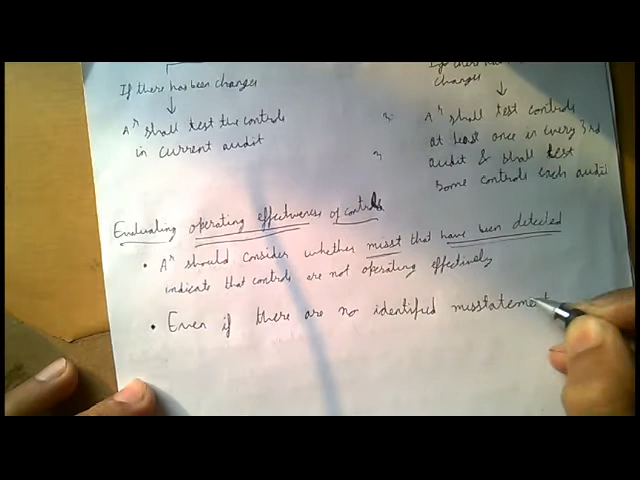 If there has been changes
↓
Aʳ shall test the controls
in current audit
changes
↓
Aʳ shall test controls
at least once in every 3rd
audit & shall test
some controls each audit
Evaluating operating effectiveness of controls
• Aʳ should consider whether misst that have been detected
indicate that controls are not operating effectively
• Even if there are no identified misstatement